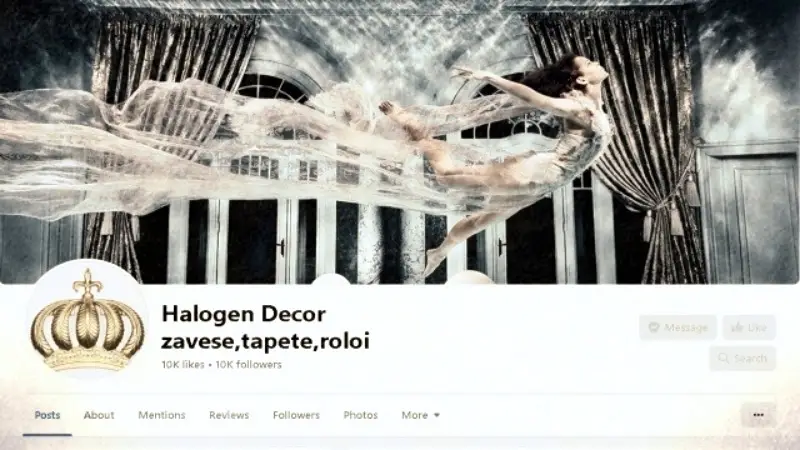 Halogen Decor
zavese,tapete,roloi
10K likes • 10K followers
Message
Like
Search
Posts
About
Mentions
Reviews
Followers
Photos
More